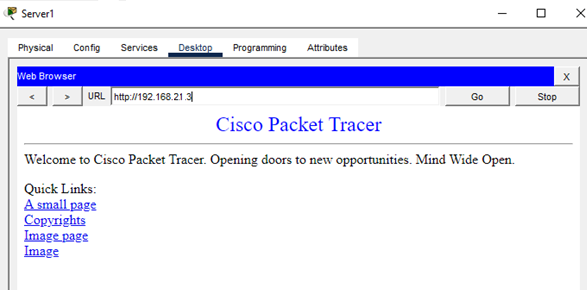 Server1
Physical Config Services Desktop Programming Attributes
Web Browser X
< > URL http://192.168.21.3 Go Stop
Cisco Packet Tracer
Welcome to Cisco Packet Tracer. Opening doors to new opportunities. Mind Wide Open.
Quick Links:
A small page
Copyrights
Image page
Image